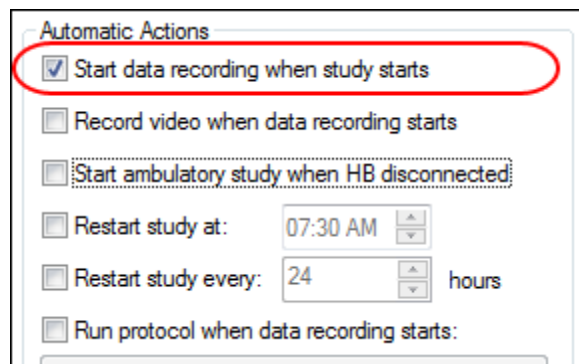 Automatic Actions
Start data recording when study starts
Record video when data recording starts
Start ambulatory study when HB disconnected
Restart study at: 07:30 AM
Restart study every: 24 hours
Run protocol when data recording starts: